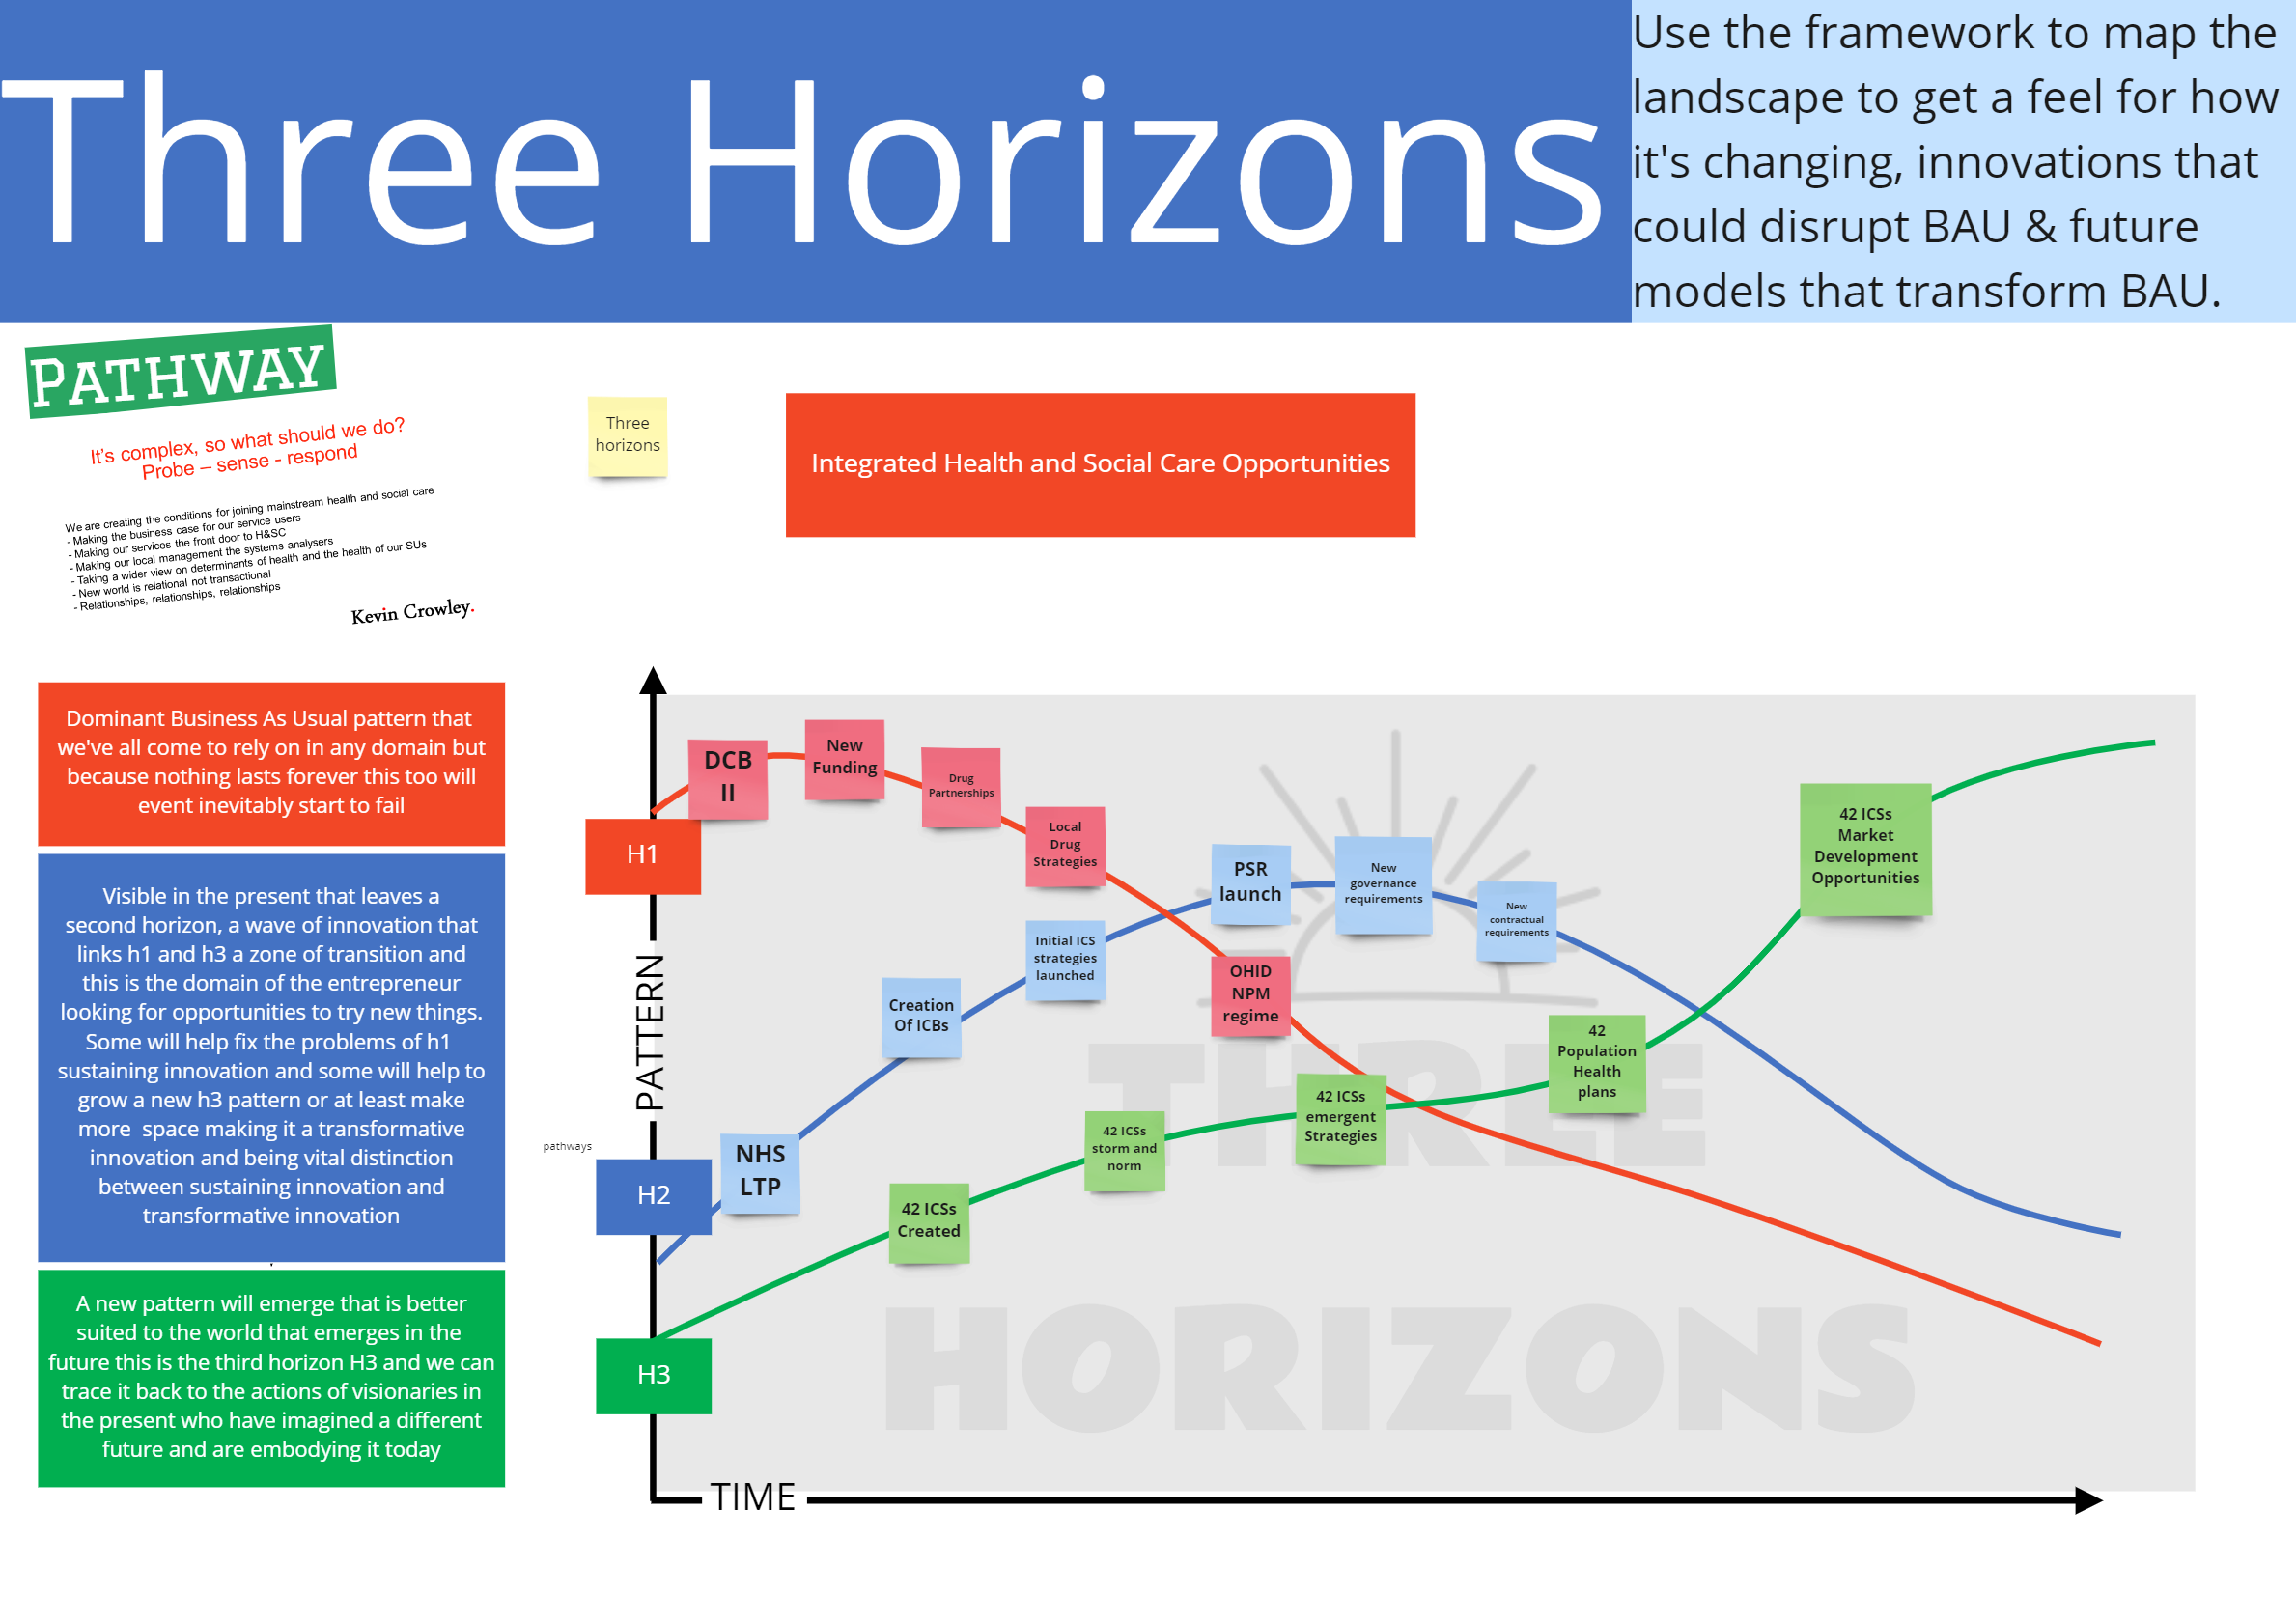 Three Horizons
Use the framework to map the
landscape to get a feel for how
it's changing, innovations that
could disrupt BAU & future
models that transform BAU.
PATHWAY
It's complex, so what should we do?
Probe – sense - respond
We are creating the conditions for joining mainstream health and social care
- Making the business case for our service users
- Making our services the front door to H&SC
- Making our local management the systems analysers
- Taking a wider view on determinants of health and the health of our SUs
- New world is relational not transactional
- Relationships, relationships, relationships
Kevin Crowley.
Three
horizons
Integrated Health and Social Care Opportunities
Dominant Business As Usual pattern that
we've all come to rely on in any domain but
because nothing lasts forever this too will
event inevitably start to fail
Visible in the present that leaves a
second horizon, a wave of innovation that
links h1 and h3 a zone of transition and
this is the domain of the entrepreneur
looking for opportunities to try new things.
Some will help fix the problems of h1
sustaining innovation and some will help to
grow a new h3 pattern or at least make
more  space making it a transformative
innovation and being vital distinction
between sustaining innovation and
transformative innovation
A new pattern will emerge that is better
suited to the world that emerges in the
future this is the third horizon H3 and we can
trace it back to the actions of visionaries in
the present who have imagined a different
future and are embodying it today
pathways
H1
PATTERN
H2
H3
TIME
DCB
II
New
Funding
Drug
Partnerships
Local
Drug
Strategies
OHID
NPM
regime
NHS
LTP
Creation
Of ICBs
Initial ICS
strategies
launched
PSR
launch
New
governance
requirements
New
contractual
requirements
42 ICSs
Created
42 ICSs
storm and
norm
42 ICSs
emergent
Strategies
42
Population
Health
plans
42 ICSs
Market
Development
Opportunities
THREE
HORIZONS